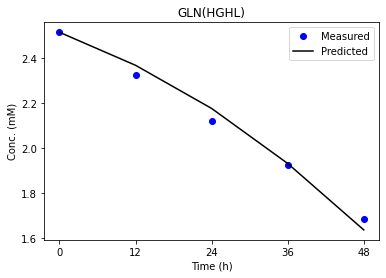 GLN(HGHL)
Measured
Predicted
Conc. (mM)
2.4
2.2
2.0
1.8
1.6
0 12 24 36 48
Time (h)